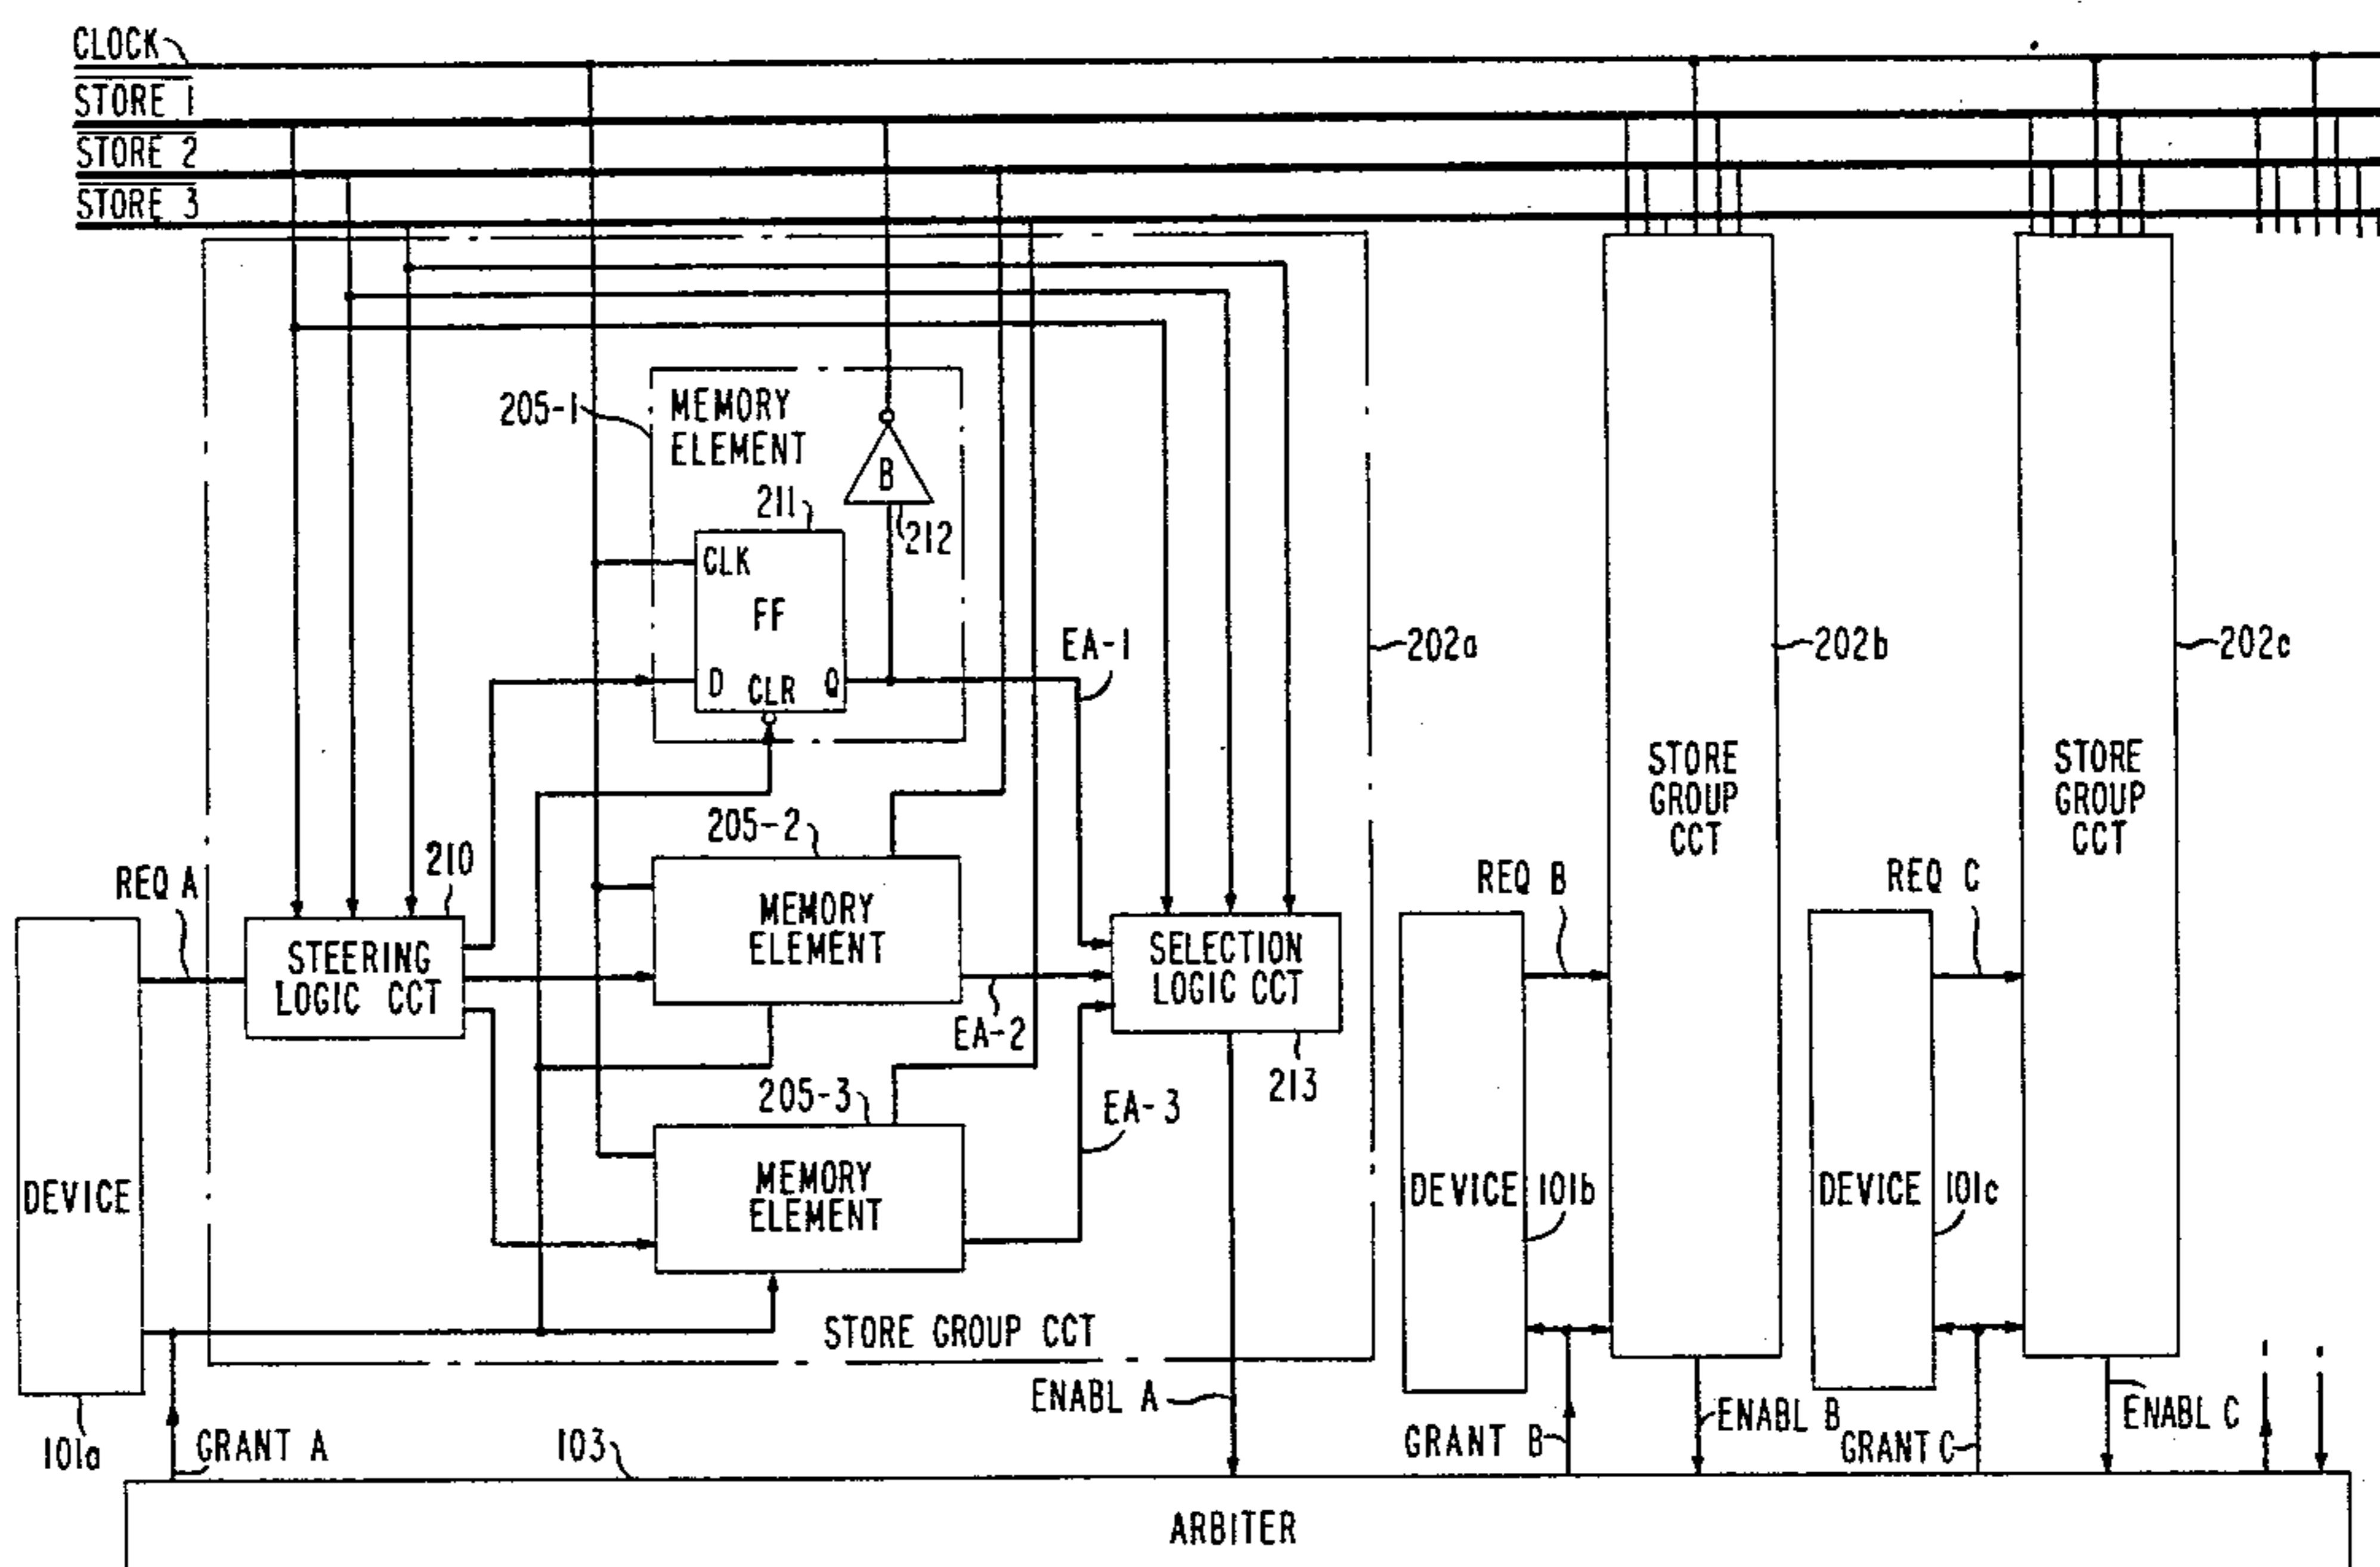 CLOCK
STORE 1
STORE 2
STORE 3
205-1
MEMORY
ELEMENT
B
211
212
CLK
FF
D
CLR
Q
EA-1
202a
202b
202c
STORE
GROUP
CCT
STORE
GROUP
CCT
205-2
REQ A
210
REQ B
REQ C
STEERING
LOGIC CCT
MEMORY
ELEMENT
SELECTION
LOGIC CCT
EA-2
213
205-3
EA-3
DEVICE
MEMORY
ELEMENT
DEVICE
101b
DEVICE
101c
STORE GROUP CCT
101a
GRANT A
103
ENABL A
GRANT B
ENABL B
GRANT C
ENABL C
ARBITER